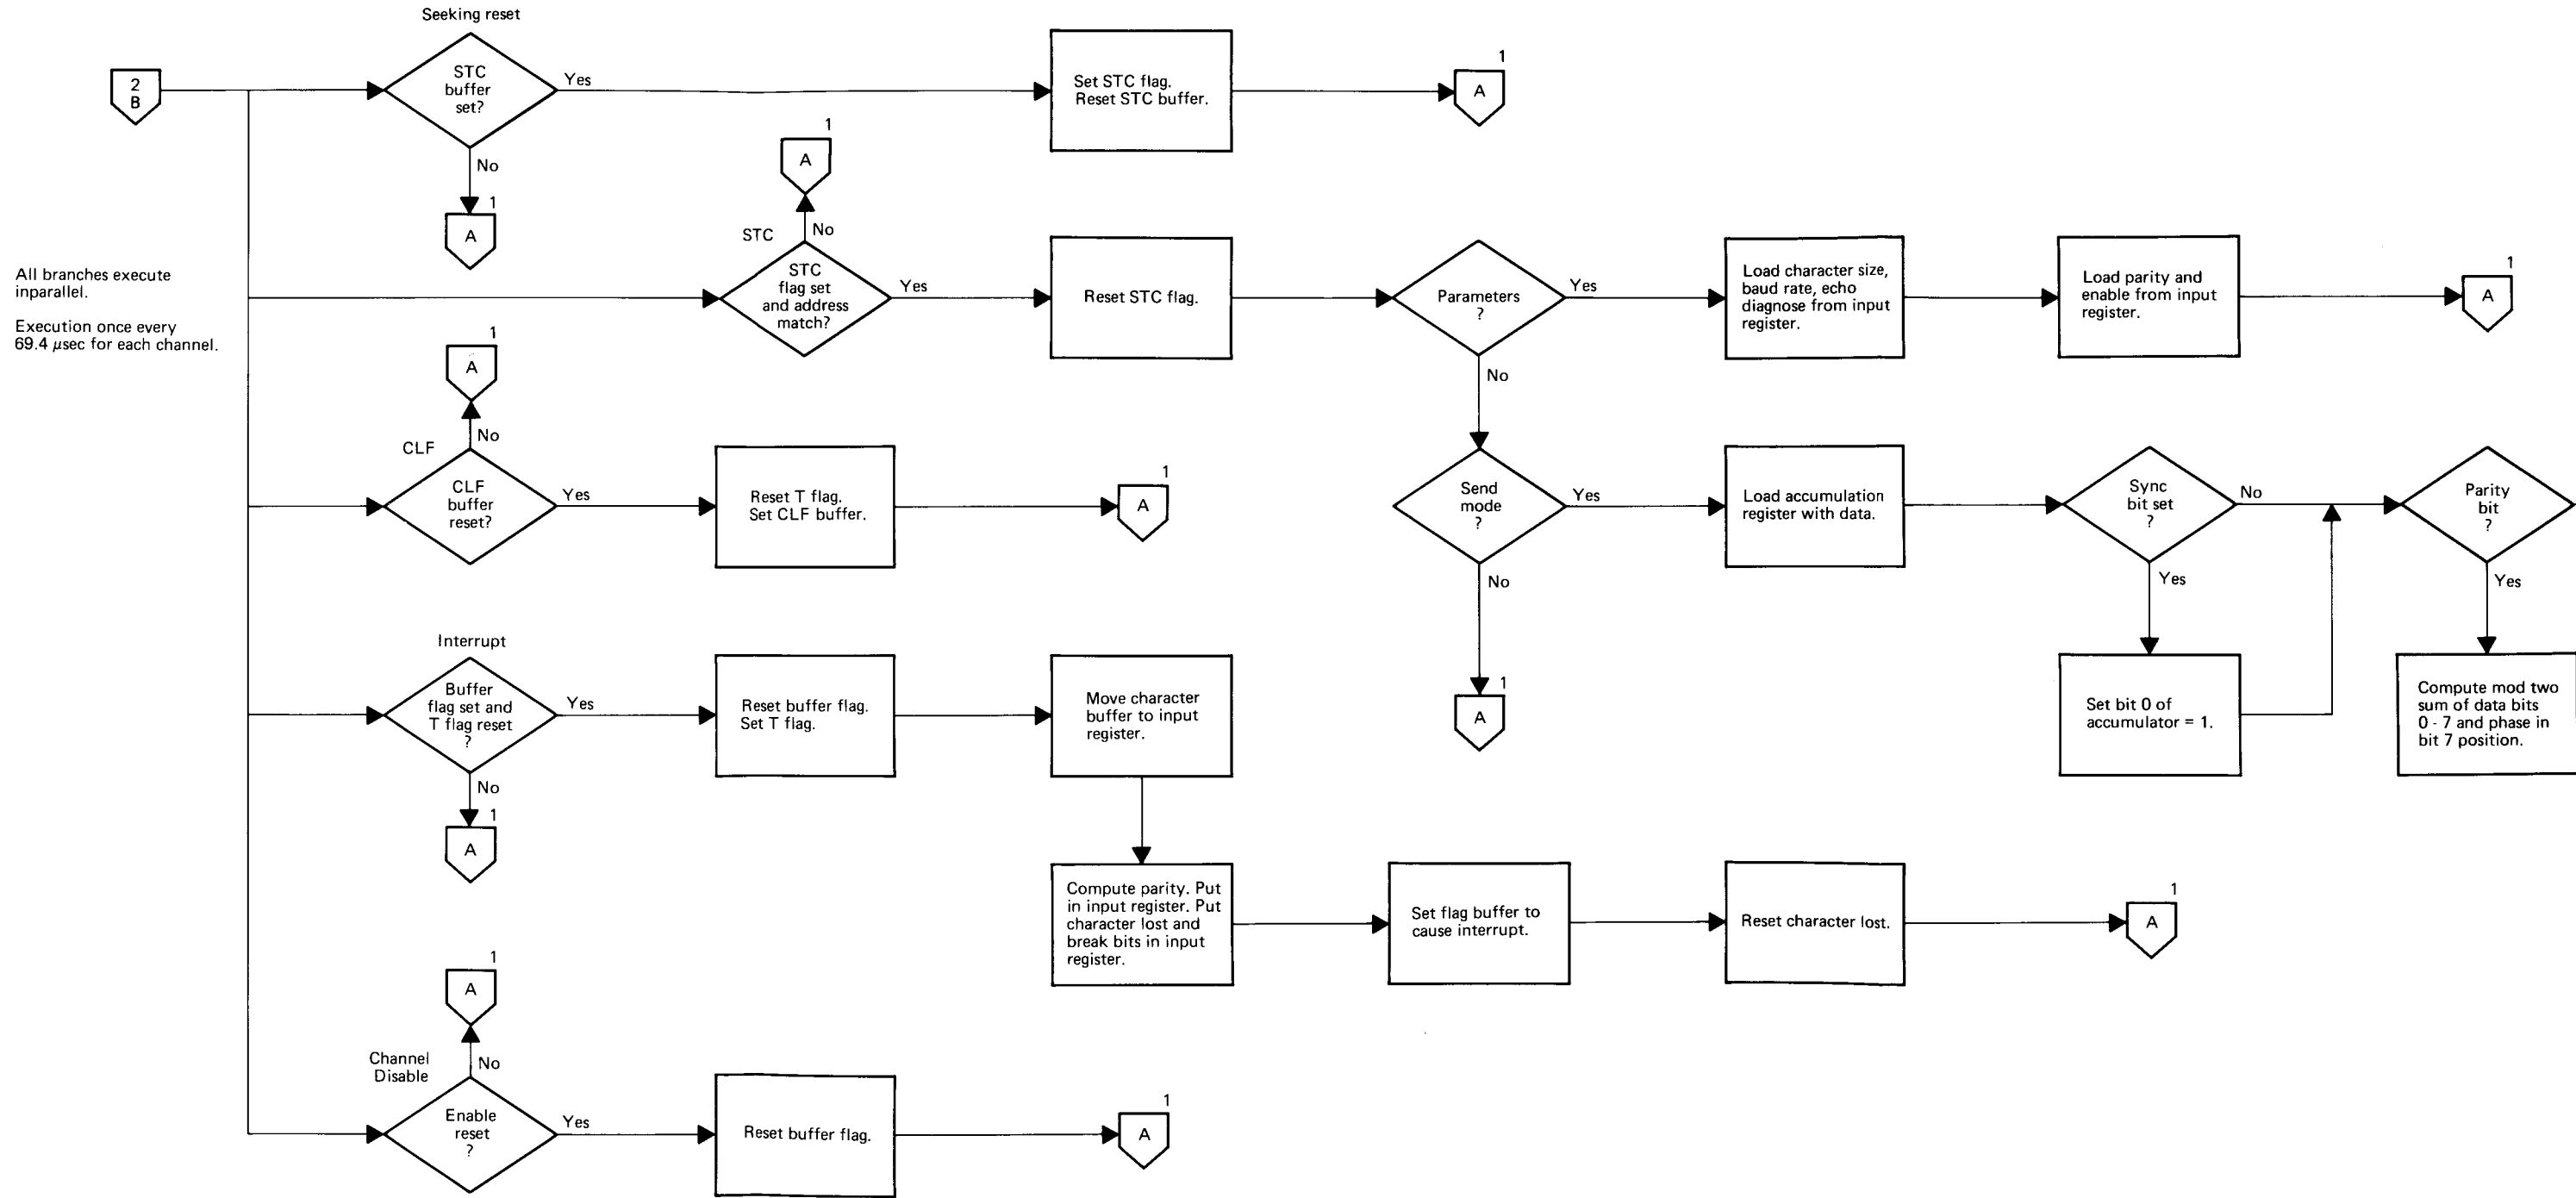 Seeking reset
2
B
STC
buffer
set?
Yes
No
1
A
Set STC flag.
Reset STC buffer.
1
A
All branches execute
inparallel.
Execution once every
69.4 µsec for each channel.
1
A
No
STC
STC
flag set
and address
match?
Yes
Reset STC flag.
Parameters
?
Yes
No
Load character size,
baud rate, echo
diagnose from input
register.
Load parity and
enable from input
register.
1
A
1
A
No
CLF
CLF
buffer
reset?
Yes
Reset T flag.
Set CLF buffer.
1
A
Send
mode
?
Yes
No
1
A
Load accumulation
register with data.
Sync
bit set
?
No
Yes
Set bit 0 of
accumulator = 1.
Parity
bit
?
Yes
Compute mod two
sum of data bits
0 - 7 and phase in
bit 7 position.
Interrupt
Buffer
flag set and
T flag reset
?
Yes
No
1
A
Reset buffer flag.
Set T flag.
Move character
buffer to input
register.
Compute parity. Put
in input register. Put
character lost and
break bits in input
register.
Set flag buffer to
cause interrupt.
Reset character lost.
1
A
1
A
No
Channel
Disable
Enable
reset
?
Yes
Reset buffer flag.
1
A